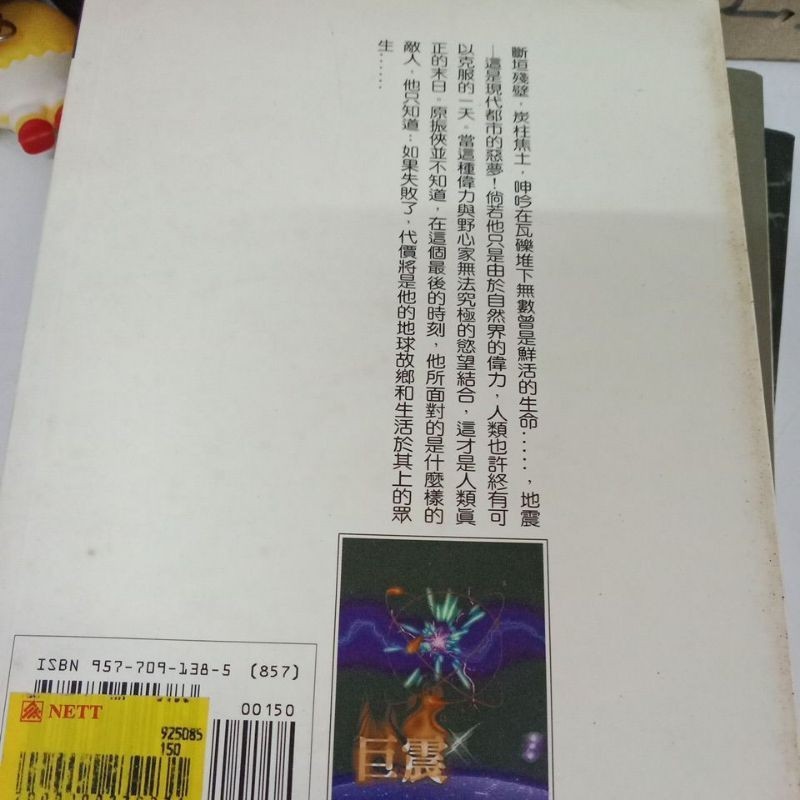 斷垣殘壁，炭柱焦土，呻吟在瓦礫堆下無數曾是鮮活的生命……，地震
—這是現代都市的惡夢！倘若他只是由於自然界的偉力，人類也許終有可
以克服的一天。當這種偉力與野心家無法究極的慾望結合，這才是人類眞
正的末日。原振俠並不知道，在這個最後的時刻，他所面對的是什麼樣的
敵人，他只知道：如果失敗了，代價將是他的地球故鄉和生活於其上的眾
生……
巨震
ISBN 957-709-138-5 (857)
00150
NETT
925085
150